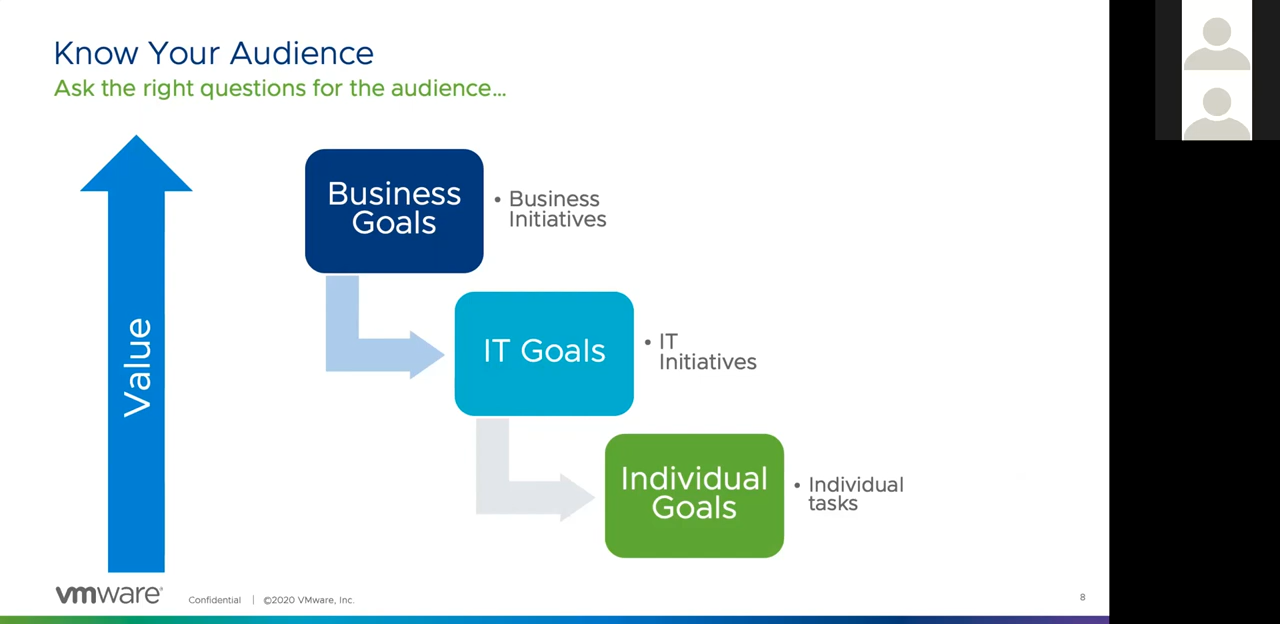 Know Your Audience
Ask the right questions for the audience...
Value
Business
Goals
• Business
Initiatives
IT Goals
• IT
Initiatives
Individual
Goals
• Individual
tasks
vmware®
Confidential | ©2020 VMware, Inc.
8